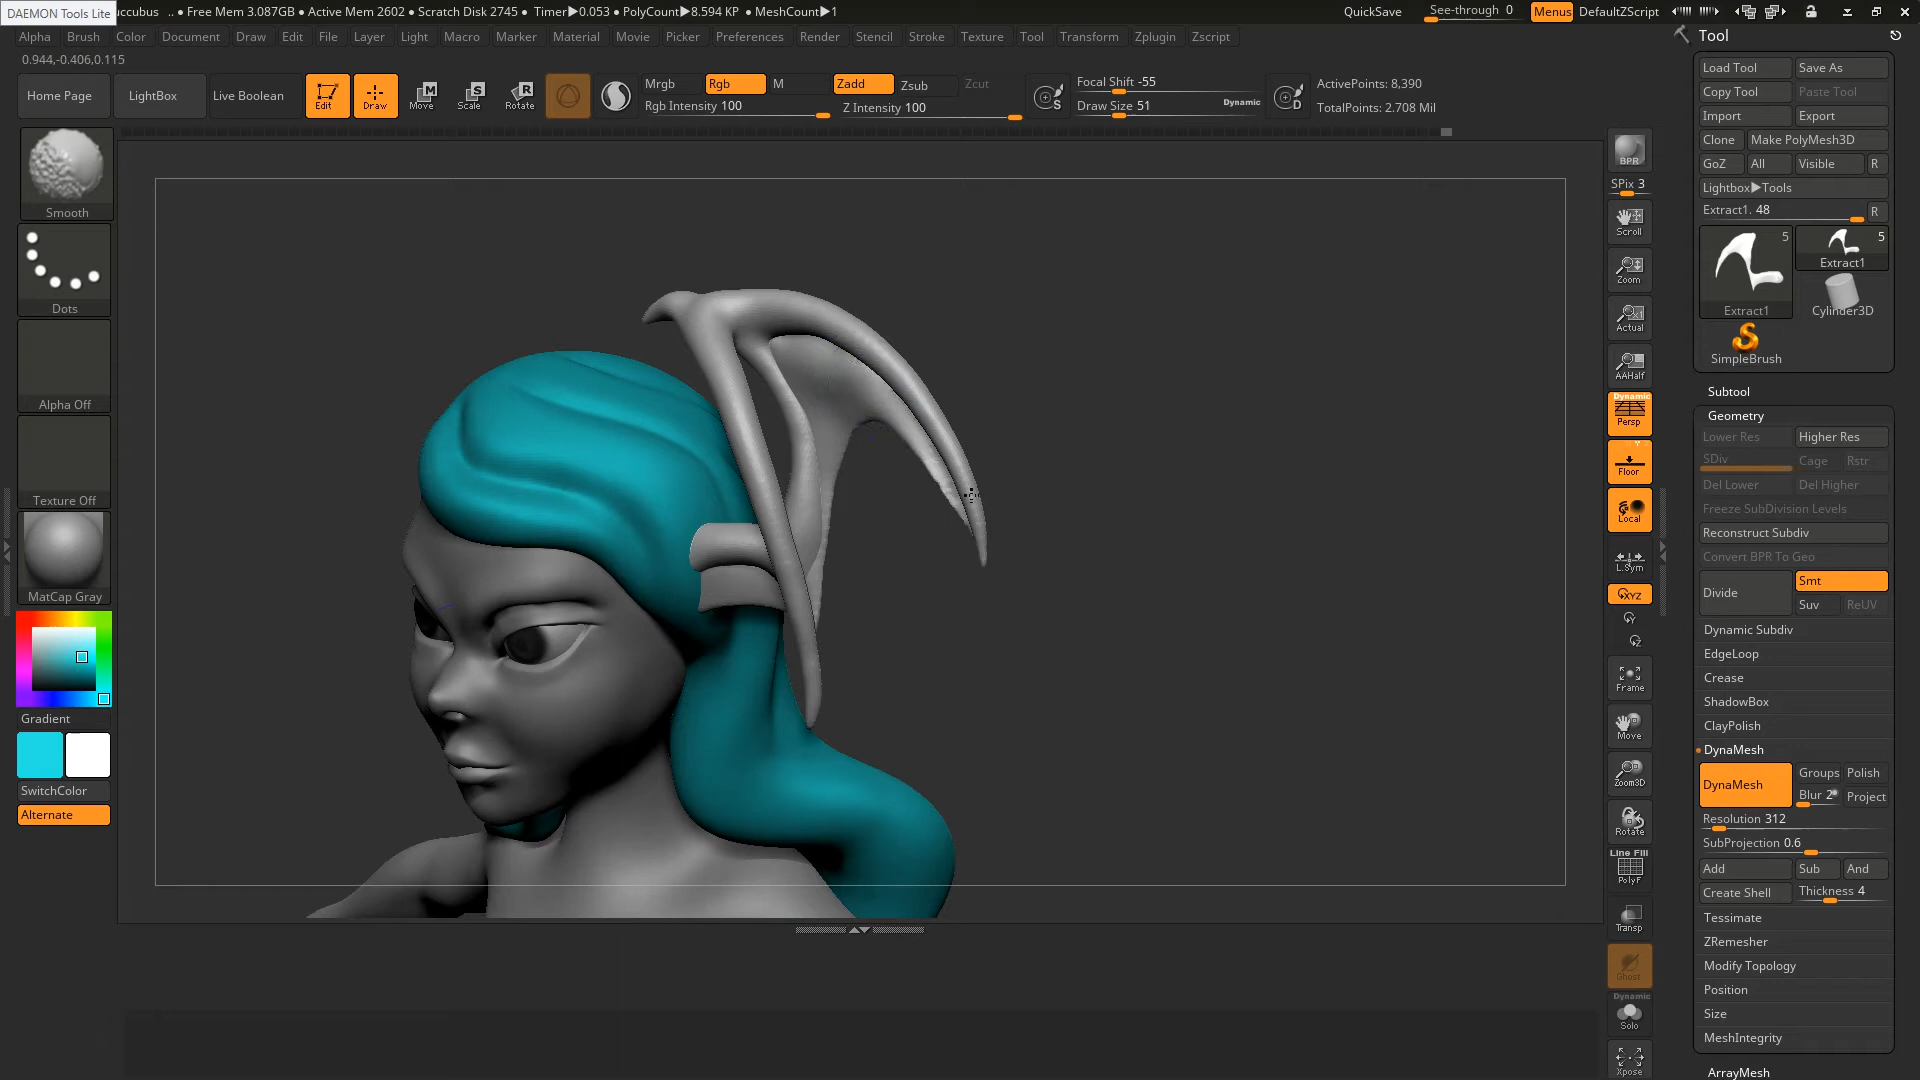 DAEMON Tools Lite
ccubus .. • Free Mem 3.087GB • Active Mem 2602 • Scratch Disk 2745 • Timer▶0.053 • PolyCount▶8.594 KP • MeshCount▶1
QuickSave See-through 0 Menus DefaultZScript
Alpha Brush Color Document Draw Edit File Layer Light Macro Marker Material Movie Picker Preferences Render Stencil Stroke Texture Tool Transform Zplugin Zscript
0.944,-0.406,0.115
Home Page LightBox Live Boolean Edit Draw Move Scale Rotate
Mrgb Rgb M Zadd Zsub Zcut
Rgb Intensity 100 Z Intensity 100
S Focal Shift -55
Draw Size 51 Dynamic
D ActivePoints: 8,390
TotalPoints: 2.708 Mil
Smooth
Dots
Alpha Off
Texture Off
MatCap Gray
Gradient
SwitchColor
Alternate
BPR
SPix 3
Scroll
Zoom
Actual
AAHalf
Dynamic
Persp
Floor
Local
L.Sym
XYZ
Y
Z
Frame
Move
Zoom3D
Rotate
Line Fill
PolyF
Transp
Ghost
Dynamic
Solo
Xpose
Tool
Load Tool Save As
Copy Tool Paste Tool
Import Export
Clone Make PolyMesh3D
GoZ All Visible R
Lightbox▶Tools
Extract1. 48 R
5 5
Extract1
Extract1 Cylinder3D
SimpleBrush
Subtool
Geometry
Lower Res Higher Res
SDiv Cage Rstr
Del Lower Del Higher
Freeze SubDivision Levels
Reconstruct Subdiv
Convert BPR To Geo
Divide Smt
Suv ReUV
Dynamic Subdiv
EdgeLoop
Crease
ShadowBox
ClayPolish
DynaMesh
DynaMesh Groups Polish
Blur 2 Project
Resolution 312
SubProjection 0.6
Add Sub And
Create Shell Thickness 4
Tessimate
ZRemesher
Modify Topology
Position
Size
MeshIntegrity
ArrayMesh